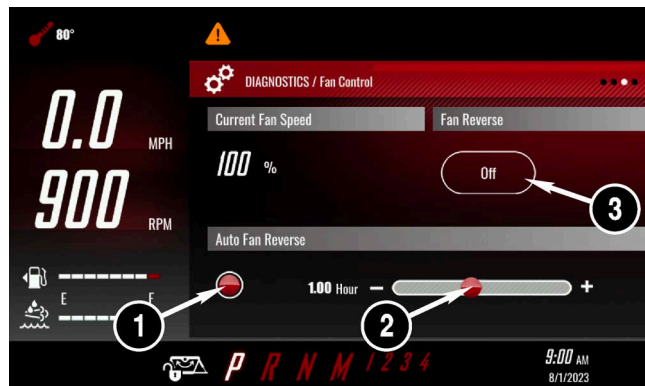 80°
DIAGNOSTICS / Fan Control
Current Fan Speed
Fan Reverse
0.0 MPH
100 %
Off
3
900 RPM
Auto Fan Reverse
1.00 Hour
−
+
E F
1
2
P R N M 1 2 3 4
9:00 AM
8/1/2023